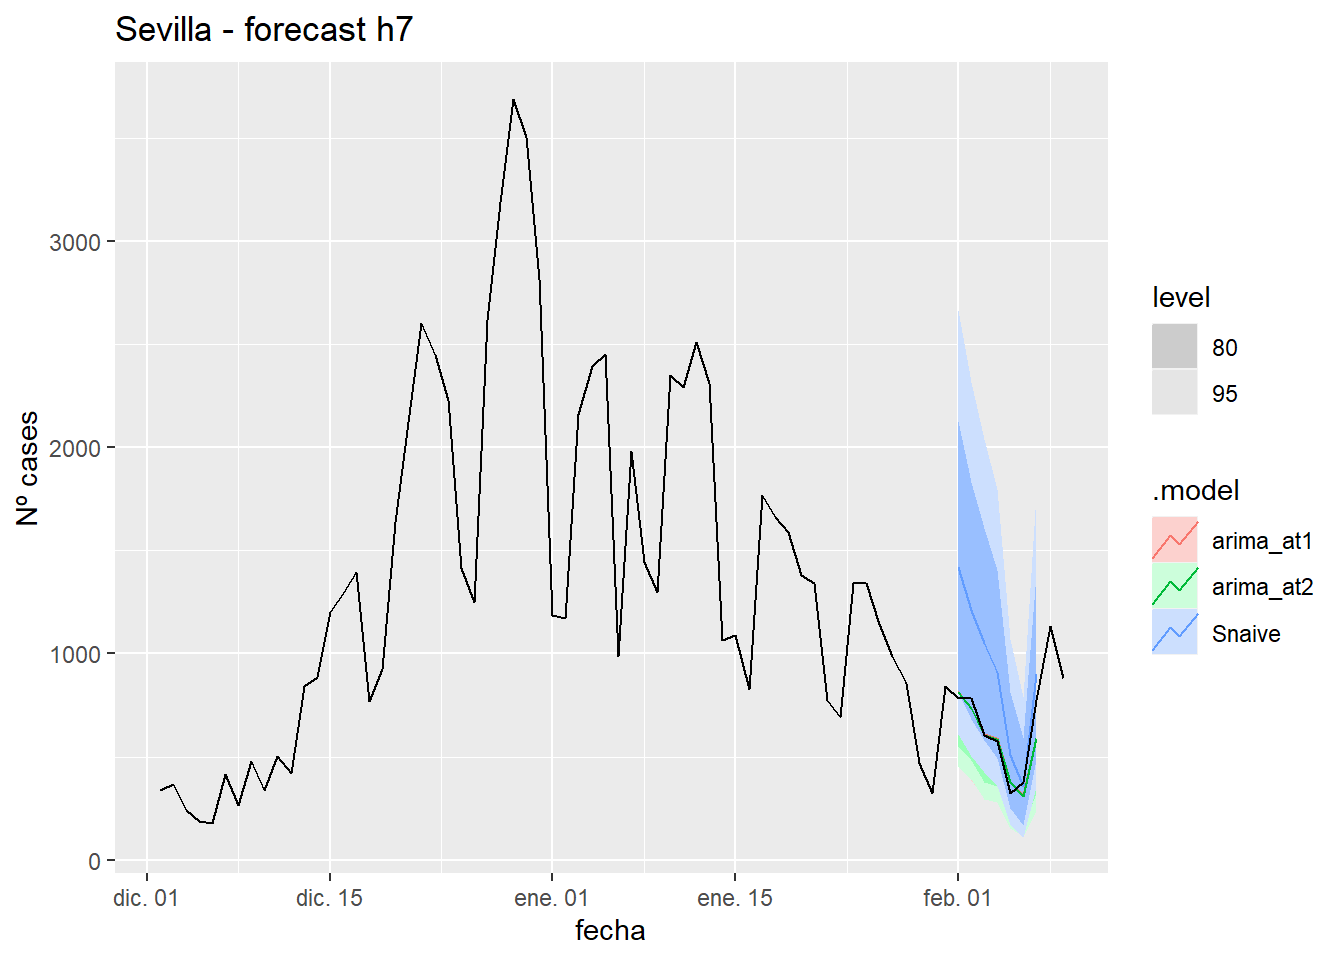 Sevilla - forecast h7
Nº cases
3000
2000
1000
0
dic. 01
dic. 15
ene. 01
ene. 15
feb. 01
fecha
level
80
95
.model
arima_at1
arima_at2
Snaive